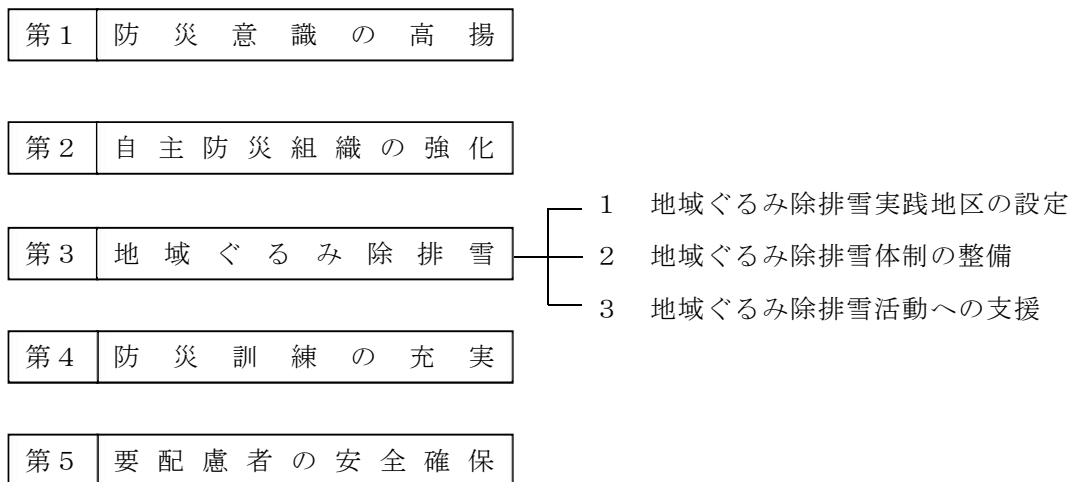 第１ 防災意識の高揚
第２ 自主防災組織の強化
第３ 地域ぐるみ除排雪
１ 地域ぐるみ除排雪実践地区の設定
２ 地域ぐるみ除排雪体制の整備
３ 地域ぐるみ除排雪活動への支援
第４ 防災訓練の充実
第５ 要配慮者の安全確保